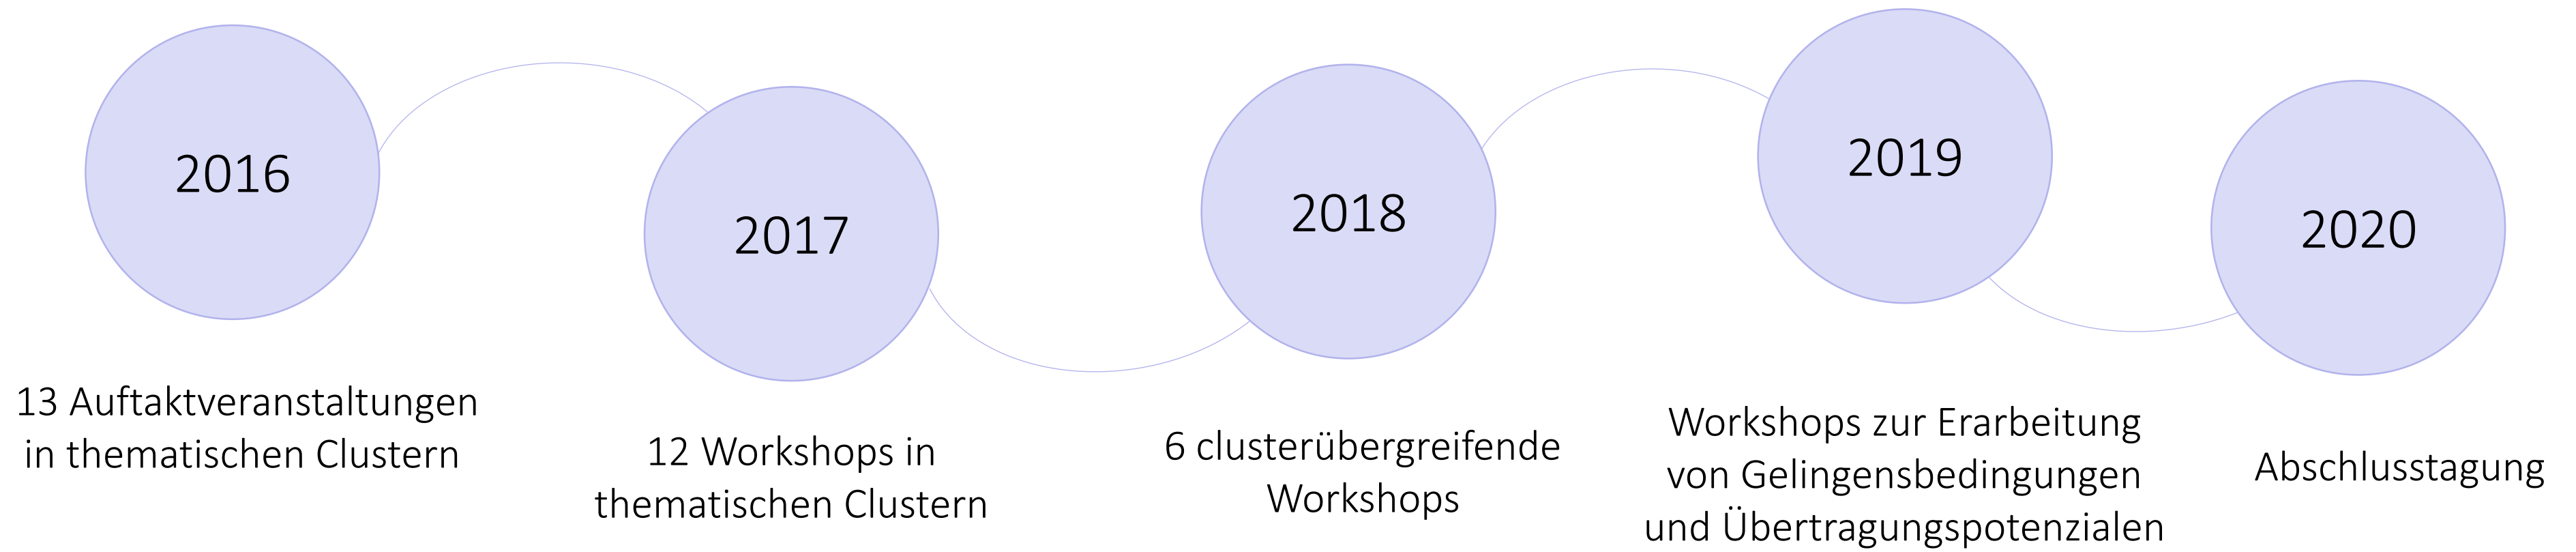 2016
13 Auftaktveranstaltungen
in thematischen Clustern
2017
12 Workshops in
thematischen Clustern
2018
6 clusterübergreifende
Workshops
2019
Workshops zur Erarbeitung
von Gelingensbedingungen
und Übertragungspotenzialen
2020
Abschlusstagung